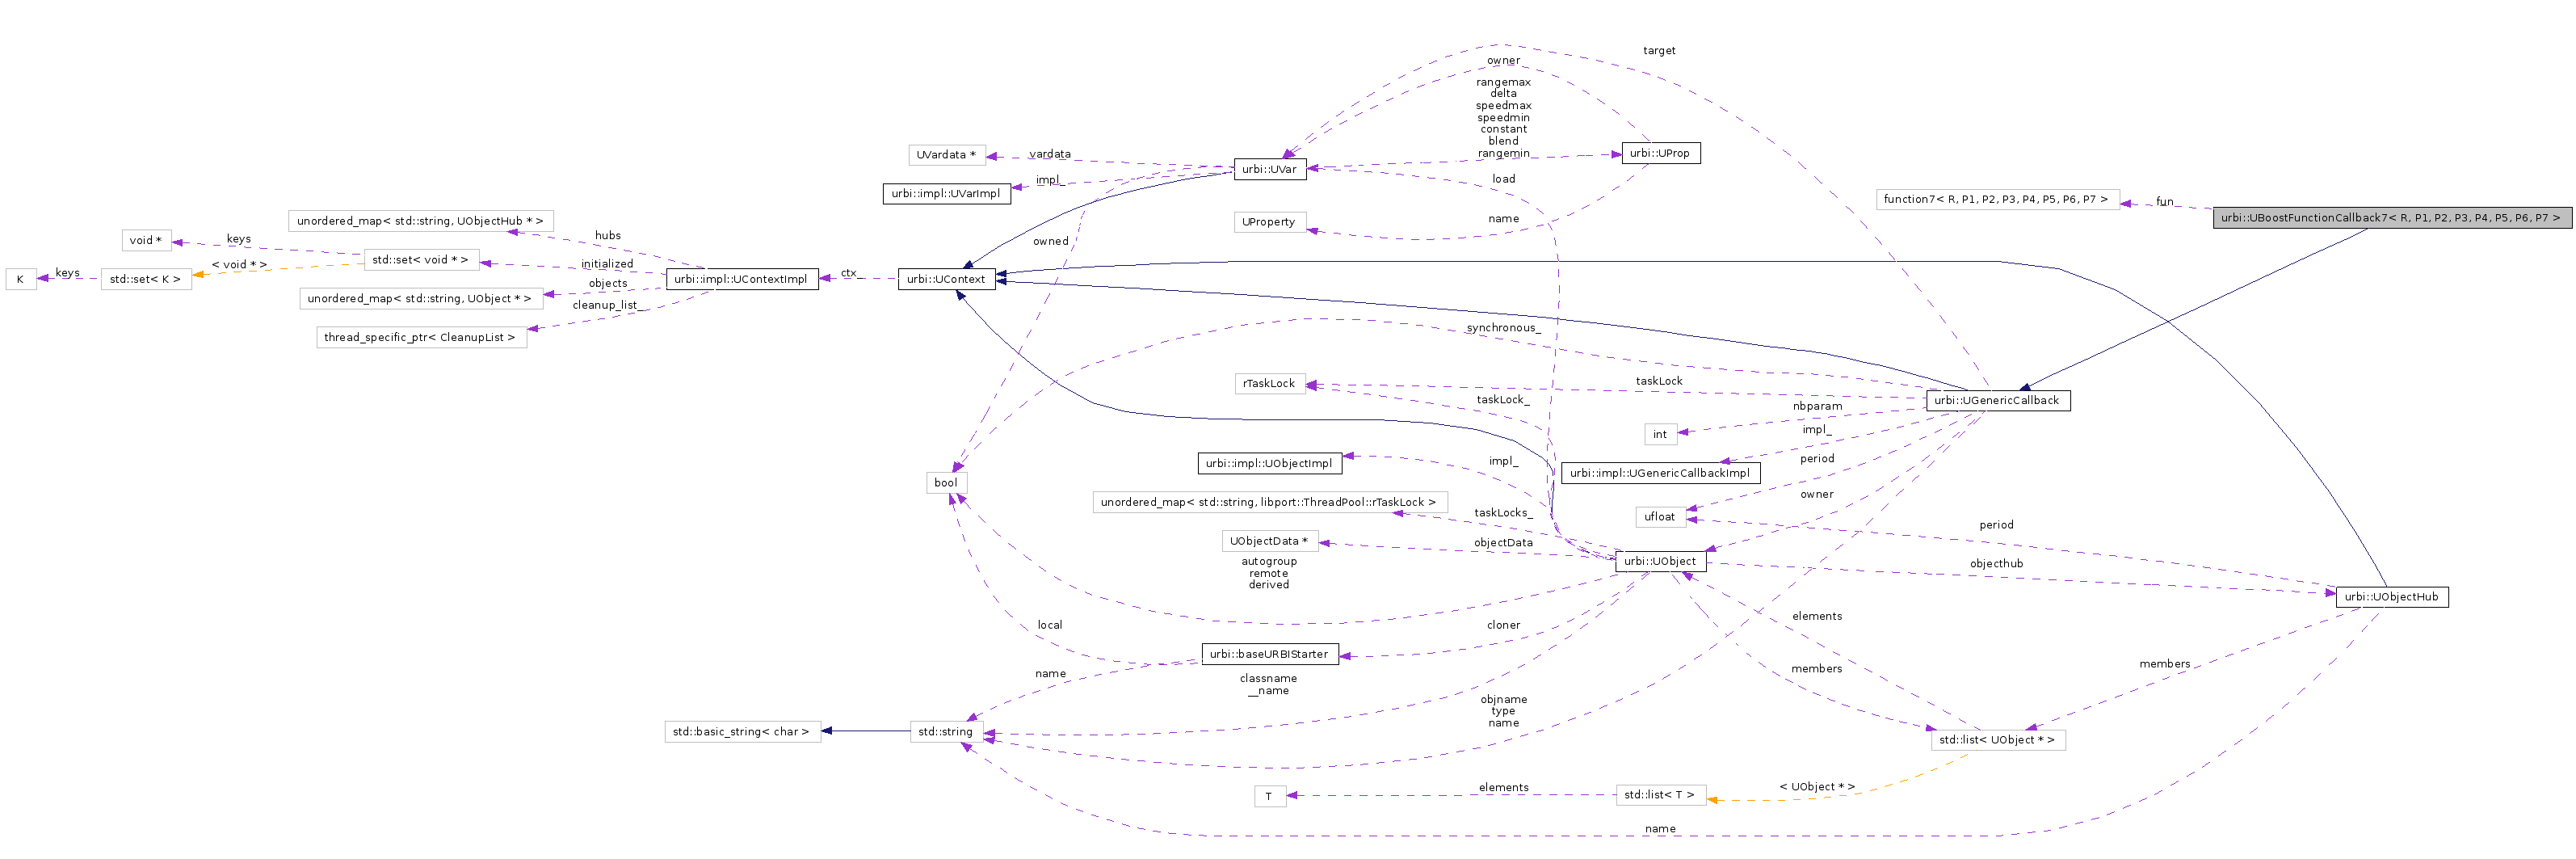 target
owner
rangemax
delta
speedmax
speedmin
constant
blend
rangemin
urbi::UProp
UVardata *
vardata
urbi::UVar
impl_
urbi::impl::UVarImpl
load
function7< R, P1, P2, P3, P4, P5, P6, P7 >
fun
urbi::UBoostFunctionCallback7< R, P1, P2, P3, P4, P5, P6, P7 >
unordered_map< std::string, UObjectHub * >
hubs
UProperty
name
void *
keys
owned
std::set< void * >
< void * >
initialized
K
keys
std::set< K >
objects
urbi::impl::UContextImpl
ctx_
urbi::UContext
unordered_map< std::string, UObject * >
cleanup_list_
thread_specific_ptr< CleanupList >
synchronous_
rTaskLock
taskLock
taskLock_
urbi::UGenericCallback
nbparam
int
impl_
urbi::impl::UObjectImpl
impl_
period
urbi::impl::UGenericCallbackImpl
bool
unordered_map< std::string, libport::ThreadPool::rTaskLock >
taskLocks_
owner
ufloat
period
UObjectData *
objectData
autogroup
remote
derived
urbi::UObject
objecthub
urbi::UObjectHub
local
cloner
elements
urbi::baseURBIStarter
name
classname
__name
members
members
objname
type
name
std::basic_string< char >
std::string
std::list< UObject * >
T
elements
std::list< T >
< UObject * >
name